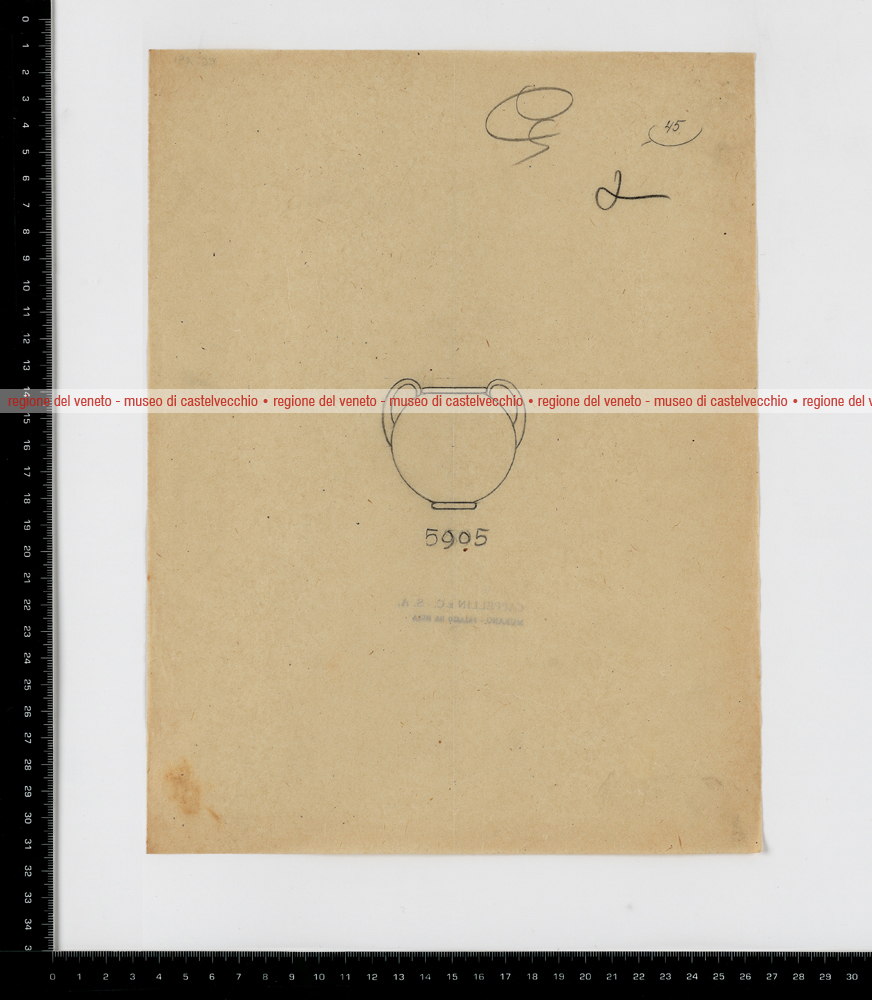 45
regione del veneto - museo di castelvecchio • regione del veneto - museo di castelvecchio • regione del veneto - museo di castelvecchio • regione del v
5905
0 1 2 3 4 5 6 7 8 9 10 11 12 13 14 15 16 17 18 19 20 21 22 23 24 25 26 27 28 29 30 31 32 33 34 3
0 1 2 3 4 5 6 7 8 9 10 11 12 13 14 15 16 17 18 19 20 21 22 23 24 25 26 27 28 29 30